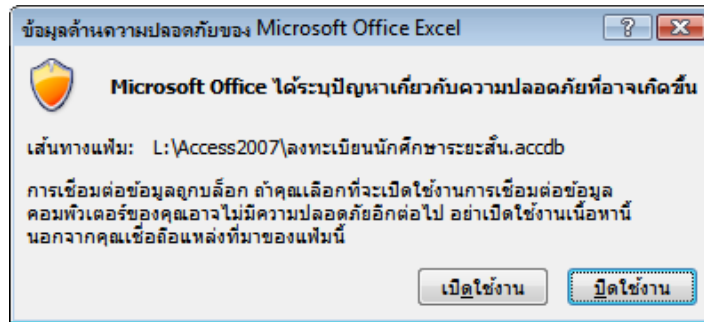 ข้อมูลด้านความปลอดภัยของ Microsoft Office Excel
Microsoft Office ได้ระบุปัญหาเกี่ยวกับความปลอดภัยที่อาจเกิดขึ้น
เส้นทางแฟ้ม: L:\Access2007\ลงทะเบียนนักศึกษาระยะสั้น.accdb
การเชื่อมต่อข้อมูลถูกบล็อก ถ้าคุณเลือกที่จะเปิดใช้งานการเชื่อมต่อข้อมูล
คอมพิวเตอร์ของคุณอาจไม่มีความปลอดภัยอีกต่อไป อย่าเปิดใช้งานเนื้อหานี้
นอกจากคุณเชื่อถือแหล่งที่มาของแฟ้มนี้
เปิดใช้งาน ปิดใช้งาน